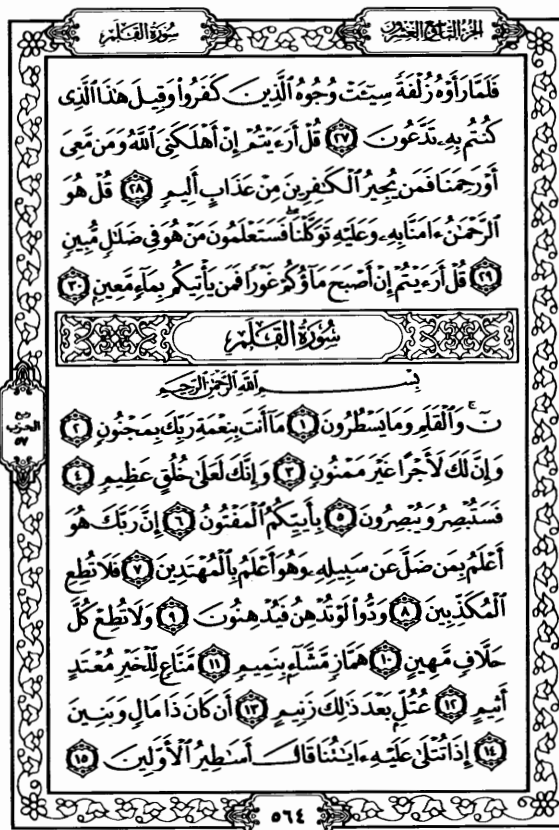 الجزء التاسع والعشرون
سورة القلم
فَلَمَّا رَأَوْهُ زُلْفَةً سِيٓـَٔتْ وُجُوهُ ٱلَّذِينَ كَفَرُوا۟ وَقِيلَ هَٰذَا ٱلَّذِى
كُنتُم بِهِۦ تَدَّعُونَ ٢٧ قُلْ أَرَءَيْتُمْ إِنْ أَهْلَكَنِىَ ٱللَّهُ وَمَن مَّعِىَ
أَوْ رَحِمَنَا فَمَن يُجِيرُ ٱلْكَٰفِرِينَ مِنْ عَذَابٍ أَلِيمٍ ٢٨ قُلْ هُوَ
ٱلرَّحْمَٰنُ ءَامَنَّا بِهِۦ وَعَلَيْهِ تَوَكَّلْنَا ۖ فَسَتَعْلَمُونَ مَنْ هُوَ فِى ضَلَٰلٍ مُّبِينٍ
٢٩ قُلْ أَرَءَيْتُمْ إِنْ أَصْبَحَ مَآؤُكُمْ غَوْرًا فَمَن يَأْتِيكُم بِمَآءٍ مَّعِينٍۭ ٣٠
سُورَةُ القَلَمِ
بِسْمِ ٱللَّهِ ٱلرَّحْمَٰنِ ٱلرَّحِيمِ
نٓ ۚ وَٱلْقَلَمِ وَمَا يَسْطُرُونَ ١ مَآ أَنتَ بِنِعْمَةِ رَبِّكَ بِمَجْنُونٍ ٢
وَإِنَّ لَكَ لَأَجْرًا غَيْرَ مَمْنُونٍ ٣ وَإِنَّكَ لَعَلَىٰ خُلُقٍ عَظِيمٍ ٤
فَسَتُبْصِرُ وَيُبْصِرُونَ ٥ بِأَييِّكُمُ ٱلْمَفْتُونُ ٦ إِنَّ رَبَّكَ هُوَ
أَعْلَمُ بِمَن ضَلَّ عَن سَبِيلِهِۦ وَهُوَ أَعْلَمُ بِٱلْمُهْتَدِينَ ٧ فَلَا تُطِعِ
ٱلْمُكَذِّبِينَ ٨ وَدُّوا۟ لَوْ تُدْهِنُ فَيُدْهِنُونَ ٩ وَلَا تُطِعْ كُلَّ
حَلَّافٍ مَّهِينٍ ١٠ هَمَّازٍ مَّشَّآءٍۭ بِنَمِيمٍ ١١ مَّنَّاعٍ لِّلْخَيْرِ مُعْتَدٍ
أَثِيمٍ ١٢ عُتُلٍّۭ بَعْدَ ذَٰلِكَ زَنِيمٍ ١٣ أَن كَانَ ذَا مَالٍ وَبَنِينَ
١٤ إِذَا تُتْلَىٰ عَلَيْهِ ءَايَٰتُنَا قَالَ أَسَٰطِيرُ ٱلْأَوَّلِينَ ١٥
ربع
الحزب
٥٧
٥٦٤